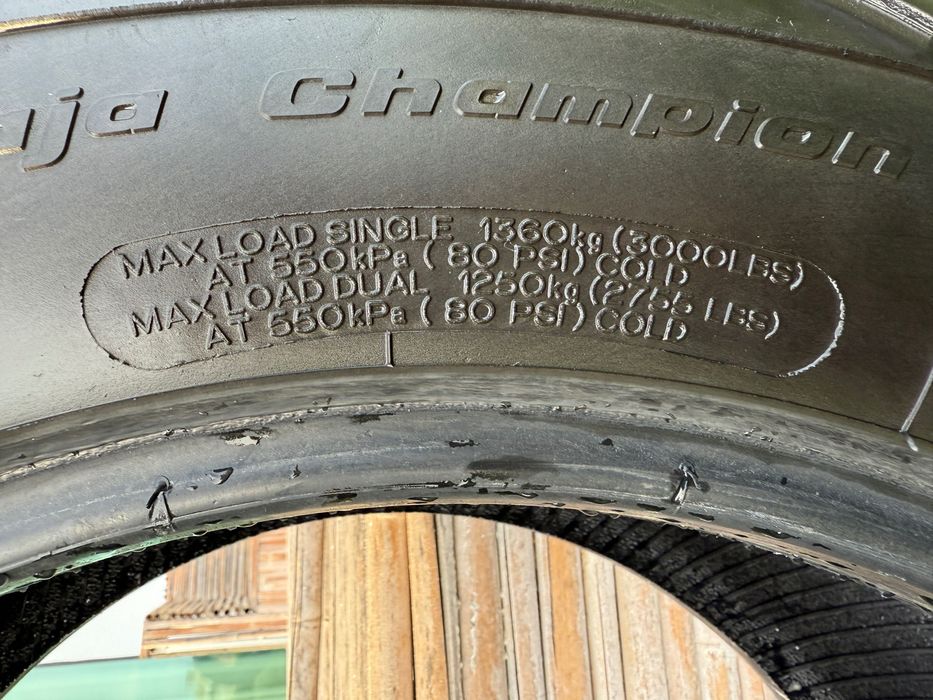 aja Champion
MAX LOAD SINGLE 1360kg (3000LBS)
AT 550kPa ( 80 PSI) COLD
MAX LOAD DUAL 1250kg (2755 LBS)
AT 550kPa ( 80 PSI) COLD